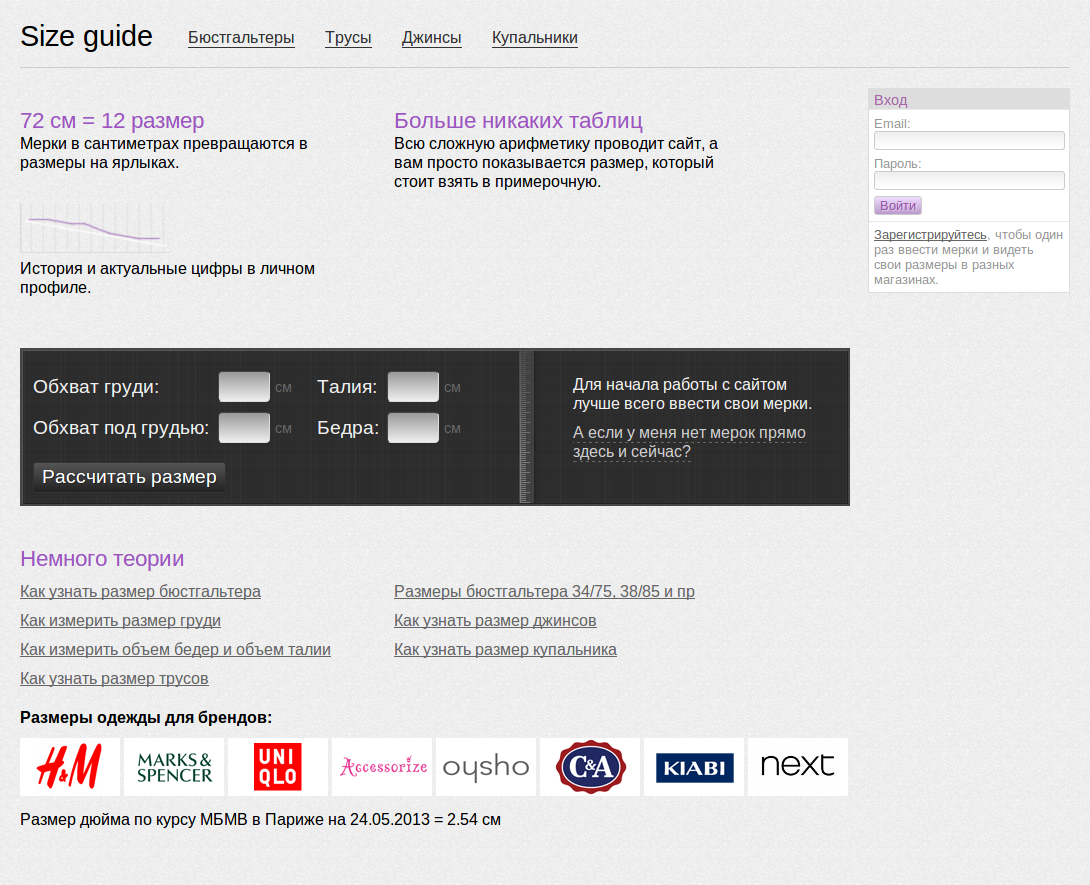 Size guide Бюстгальтеры Трусы Джинсы Купальники
72 см = 12 размер
Мерки в сантиметрах превращаются в
размеры на ярлыках.
Больше никаких таблиц
Всю сложную арифметику проводит сайт, а
вам просто показывается размер, который
стоит взять в примерочную.
История и актуальные цифры в личном
профиле.
Вход
Email:
Пароль:
Войти
Зарегистрируйтесь, чтобы один
раз ввести мерки и видеть
свои размеры в разных
магазинах.
Обхват груди: см Талия: см
Обхват под грудью: см Бедра: см
Рассчитать размер
Для начала работы с сайтом
лучше всего ввести свои мерки.
А если у меня нет мерок прямо
здесь и сейчас?
Немного теории
Как узнать размер бюстгальтера
Как измерить размер груди
Как измерить объем бедер и объем талии
Как узнать размер трусов
Размеры бюстгальтера 34/75, 38/85 и пр
Как узнать размер джинсов
Как узнать размер купальника
Размеры одежды для брендов:
H&M
MARKS &
SPENCER
UNI
QLO
Accessorize
oysho
C&A
KIABI
next
Размер дюйма по курсу МБМВ в Париже на 24.05.2013 = 2.54 см